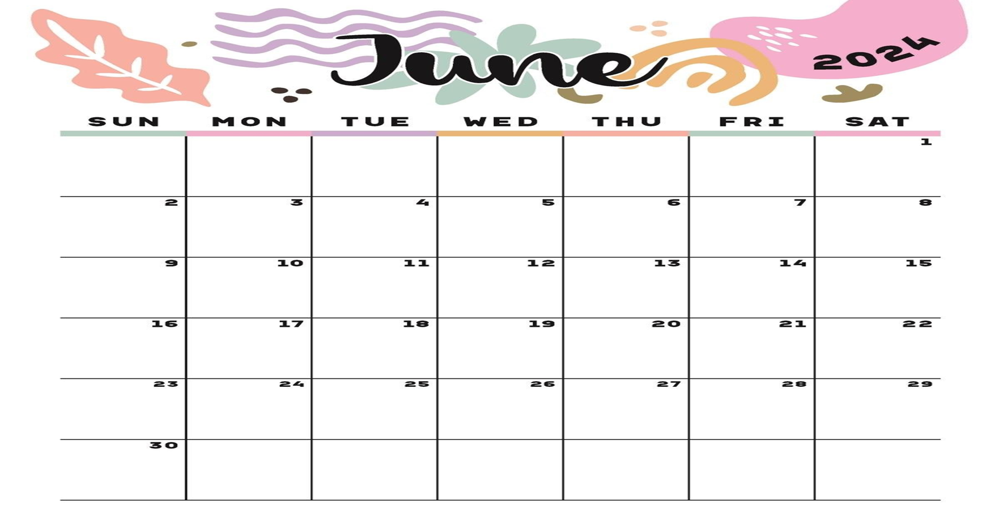 June 2024
SUN MON TUE WED THU FRI SAT
1
2 3 4 5 6 7 8
9 10 11 12 13 14 15
16 17 18 19 20 21 22
23 24 25 26 27 28 29
30